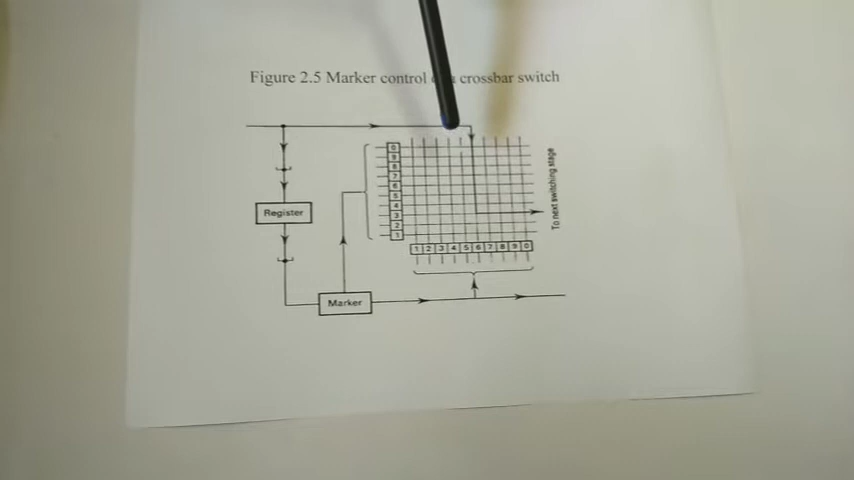 Figure 2.5 Marker control crossbar switch
0
9
8
7
6
5
4
3
2
1
To next switching stage
Register
1 2 3 4 5 6 7 8 9 0
Marker